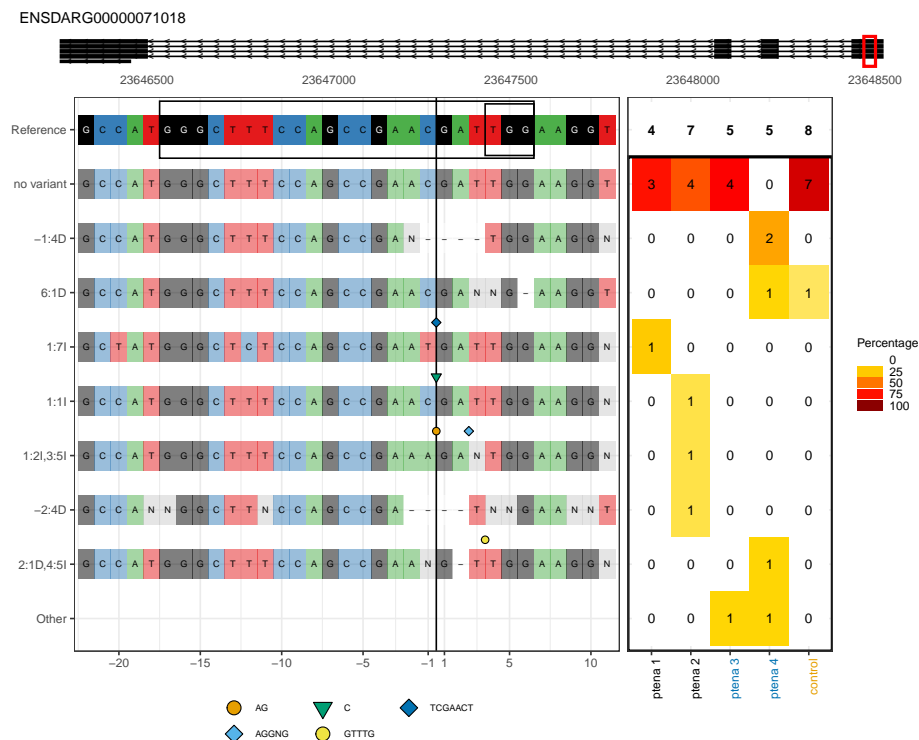 ENSDARG00000071018
23646500 23647000 23647500 23648000 23648500
Reference G C C A T G G G C T T T C C A G C C G A A C G A T T G G A A G G T 4 7 5 5 8
no variant G C C A T G G G C T T T C C A G C C G A A C G A T T G G A A G G T 3 4 4 0 7
−1:4D G C C A T G G G C T T T C C A G C C G A N - - - - T G G A A G G N 0 0 0 2 0
6:1D G C C A T G G G C T T T C C A G C C G A A C G A N N G - A A G G T 0 0 0 1 1
1:7I G C T A T G G G C T C T C C A G C C G A A T G A T T G G A A G G N 1 0 0 0 0
1:1I G C C A T G G G C T T T C C A G C C G A A C G A T T G G A A G G N 0 1 0 0 0
1:2I,3:5I G C C A T G G G C T T T C C A G C C G A A A G A N T G G A A G G N 0 1 0 0 0
−2:4D G C C A N N G G C T T N C C A G C C G A - - - - T N N G A A N N T 0 1 0 0 0
2:1D,4:5I G C C A T G G G C T T T C C A G C C G A A N G - T T G G A A G G N 0 0 0 1 0
Other 0 0 1 1 0
−20 −15 −10 −5 −1 1 5 10
ptena 1 ptena 2 ptena 3 ptena 4 control
Percentage
0
25
50
75
100
AG C TCGAACT
AGGNG GTTTG